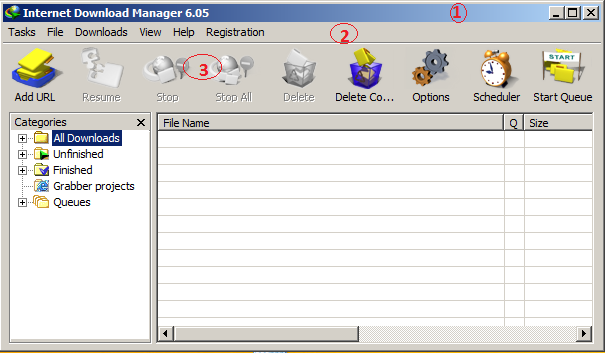 Internet Download Manager 6.05 1
Tasks File Downloads View Help Registration 2
3
START
Add URL Resume Stop Stop All Delete Delete Co... Options Scheduler Start Queue
Categories File Name Q Size
All Downloads
Unfinished
Finished
Grabber projects
Queues